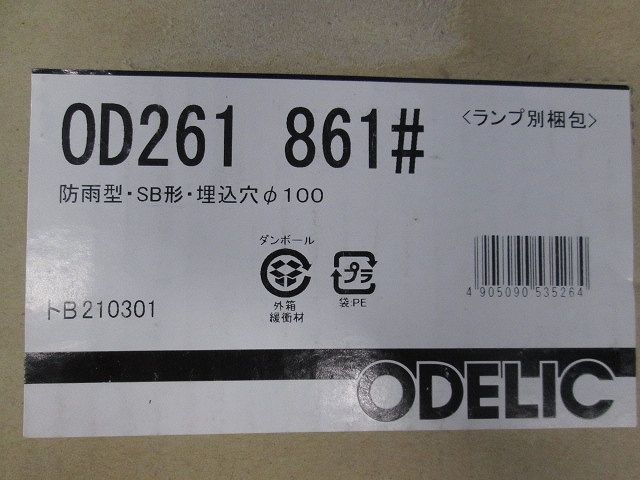 OD261 861# <ランプ別梱包>
防雨型・SB形・埋込穴φ100
ダンボール
プラ
外箱
緩衝材
袋:PE
4 905090 535264
トB210301
ODELIC